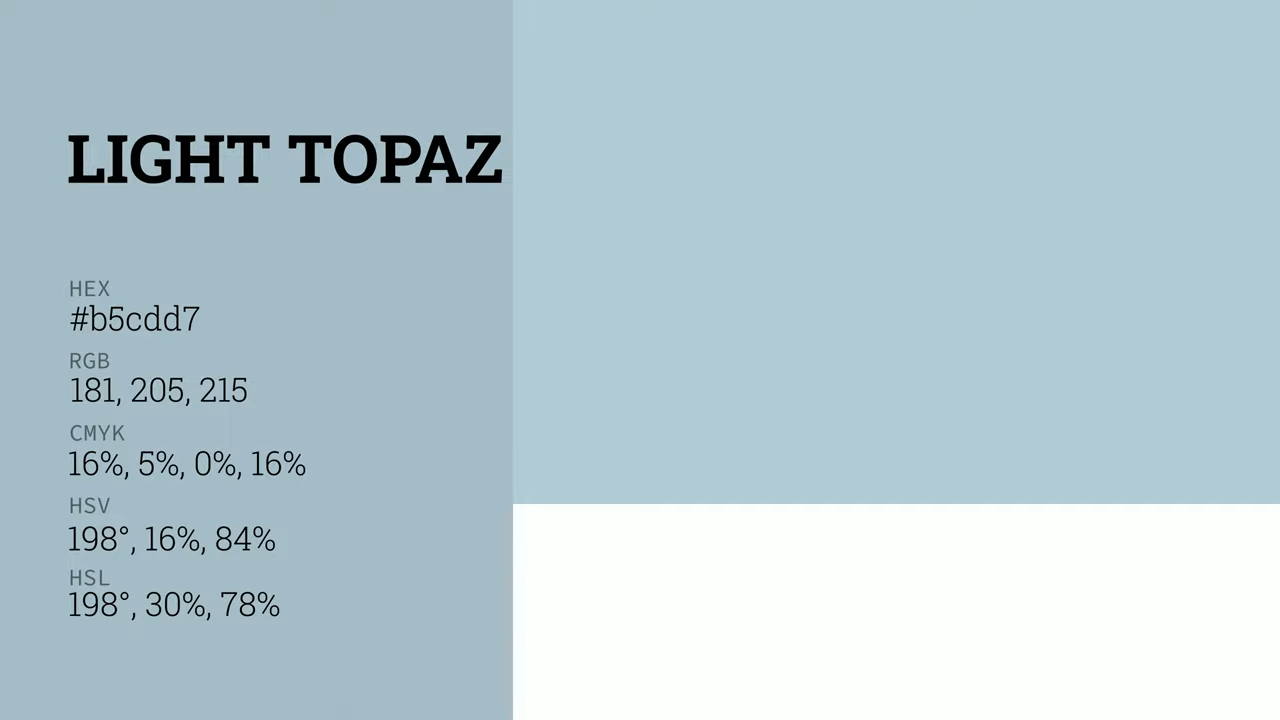 LIGHT TOPAZ
HEX
#b5cdd7
RGB
181, 205, 215
CMYK
16%, 5%, 0%, 16%
HSV
198°, 16%, 84%
HSL
198°, 30%, 78%